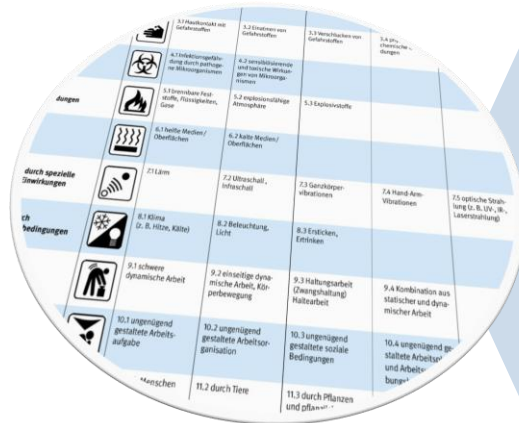 3.1 Hautkontakt mit
Gefahrstoffen
3.2 Einatmen von
Gefahrstoffen
3.3 Verschlucken von
Gefahrstoffen
chemische
dungen
4.1 Infektionsgefähr-
dung durch pathoge-
ne Mikroorganismen
4.2 sensibilisierende
und toxische Wirkun-
gen von Mikroorga-
nismen
dungen
5.1 brennbare Fest-
stoffe, Flüssigkeiten,
Gase
5.2 explosionsfähige
Atmosphäre
5.3 Explosivstoffe
6.1 heiße Medien/
Oberflächen
6.2 kalte Medien/
Oberflächen
durch spezielle
Einwirkungen
7.1 Lärm
7.2 Ultraschall,
Infraschall
7.3 Ganzkörper-
vibrationen
7.4 Hand-Arm-
Vibrationen
7.5 optische Strah-
lung (z. B. UV-, IR-,
Laserstrahlung)
bedingungen
8.1 Klima
(z. B. Hitze, Kälte)
8.2 Beleuchtung,
Licht
8.3 Ersticken,
Ertrinken
9.1 schwere
dynamische Arbeit
9.2 einseitige dyna-
mische Arbeit, Kör-
perbewegung
9.3 Haltungsarbeit
(Zwangshaltung)
Haltearbeit
9.4 Kombination aus
statischer und dyna-
mischer Arbeit
10.1 ungenügend
gestaltete Arbeits-
aufgabe
10.2 ungenügend
gestaltete Arbeitsor-
ganisation
10.3 ungenügend
gestaltete soziale
Bedingungen
10.4 ungenügend ge-
staltete
und
Menschen
11.2 durch Tiere
11.3 durch Pflanzen
und